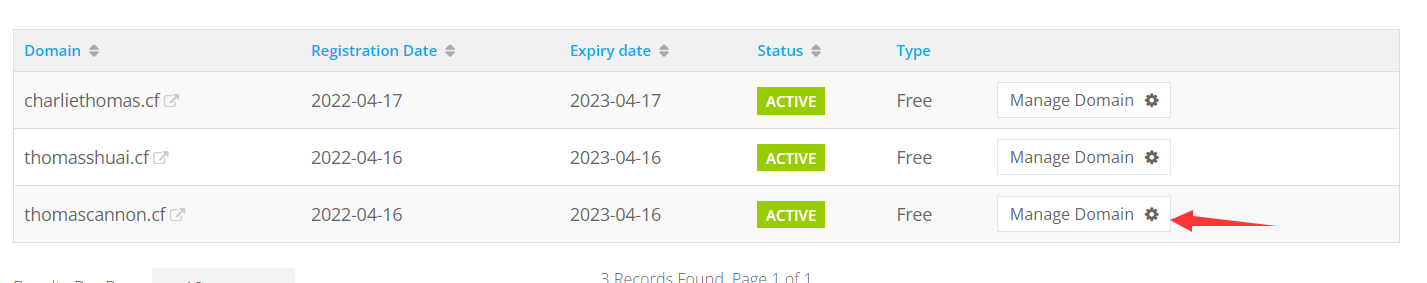 Domain Registration Date Expiry date Status Type
charliethomas.cf 2022-04-17 2023-04-17 ACTIVE Free Manage Domain
thomasshuai.cf 2022-04-16 2023-04-16 ACTIVE Free Manage Domain
thomascannon.cf 2022-04-16 2023-04-16 ACTIVE Free Manage Domain
3 Records Found, Page 1 of 1